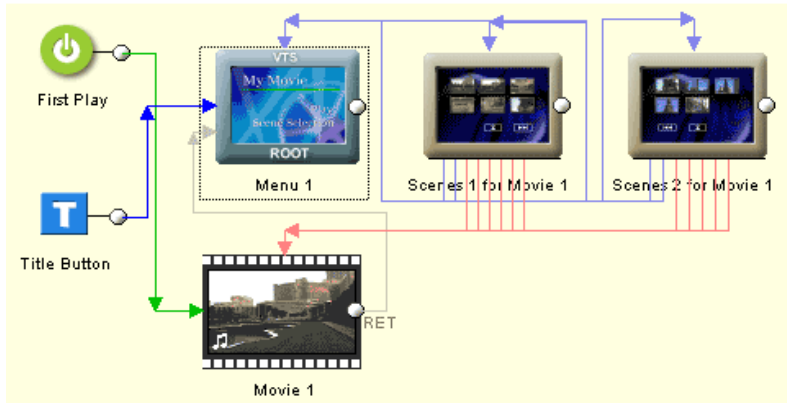 First Play
VTS
My Movie
Play
Scene Selection
ROOT
Menu 1
Scenes 1 for Movie 1
Scenes 2 for Movie 1
T
Title Button
RET
Movie 1